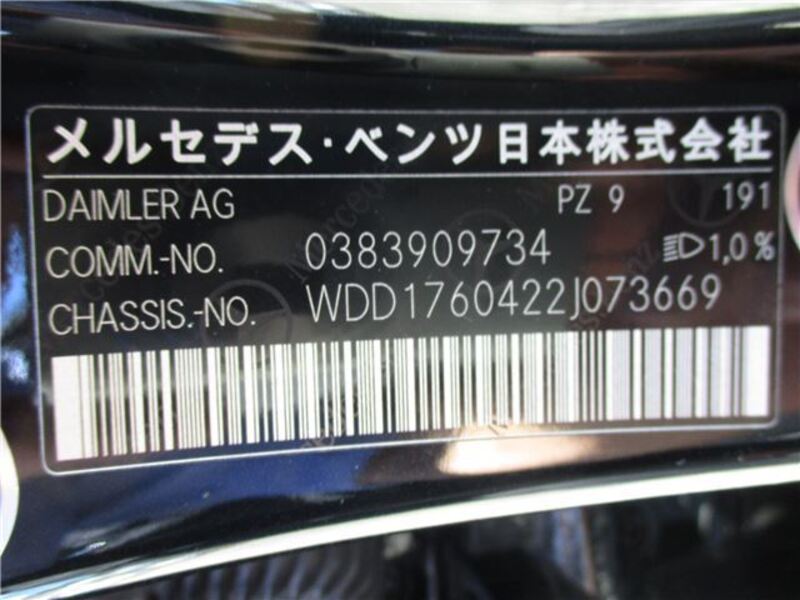 メルセデス・ベンツ日本株式会社
DAIMLER AG PZ 9 191
COMM.-NO. 0383909734 1,0%
CHASSIS.-NO. WDD1760422J073669